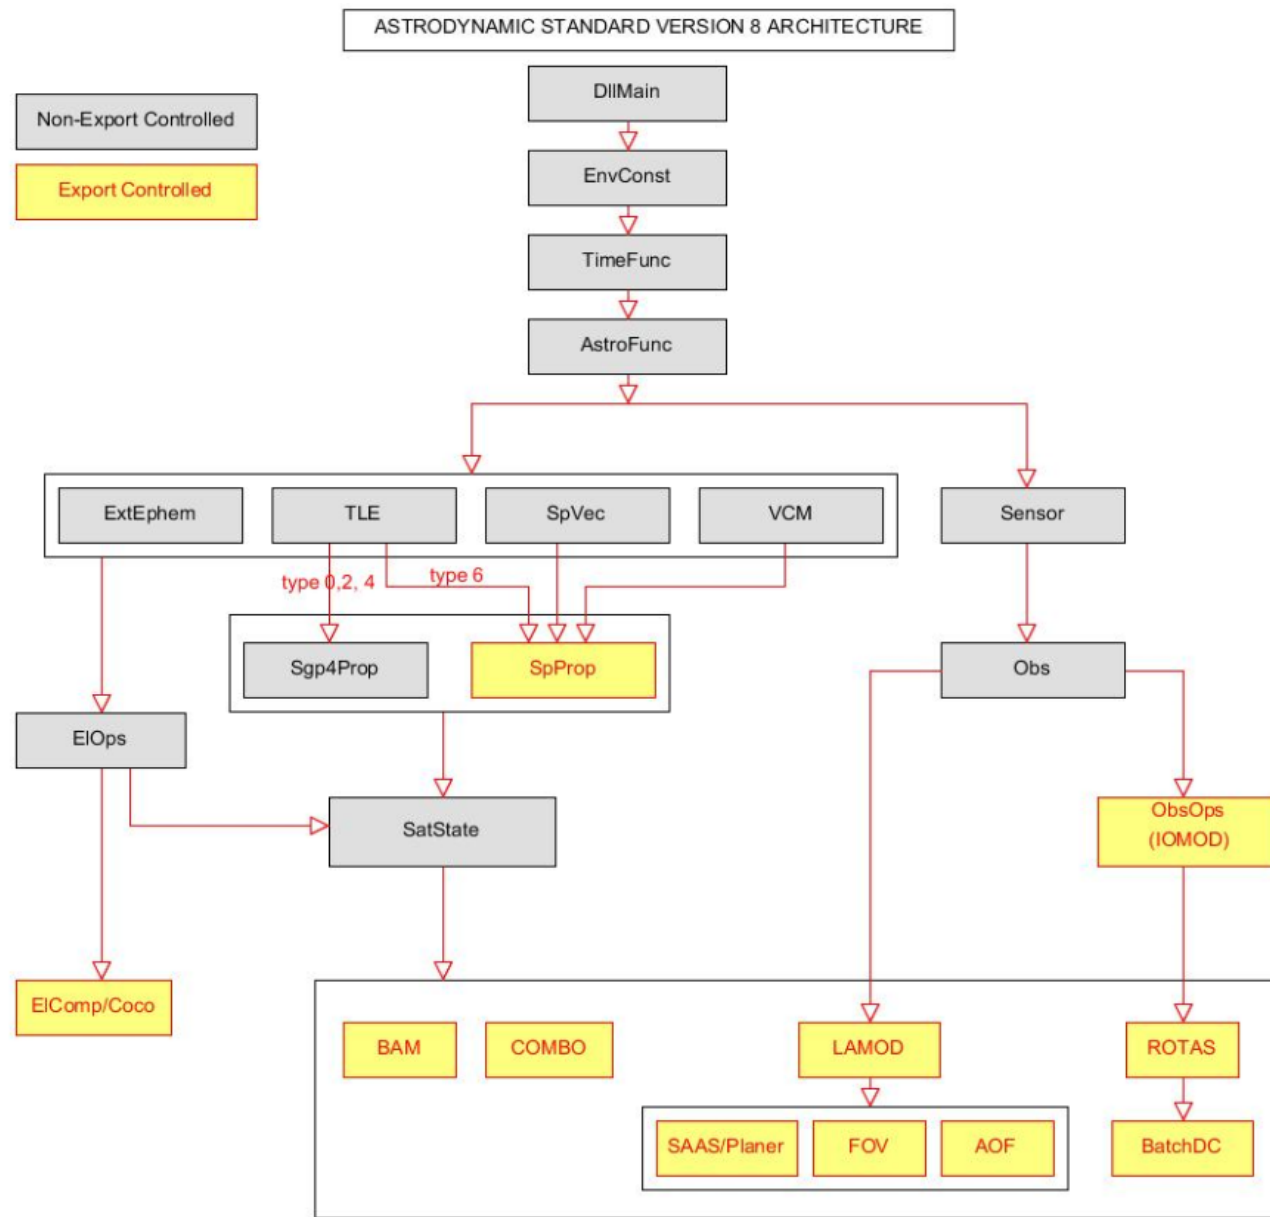 ASTRODYNAMIC STANDARD VERSION 8 ARCHITECTURE
Non-Export Controlled
Export Controlled
DllMain
EnvConst
TimeFunc
AstroFunc
ExtEphem
TLE
SpVec
VCM
Sensor
type 0,2, 4
type 6
Sgp4Prop
SpProp
Obs
ElOps
SatState
ObsOps
(IOMOD)
ElComp/Coco
BAM
COMBO
LAMOD
ROTAS
SAAS/Planer
FOV
AOF
BatchDC